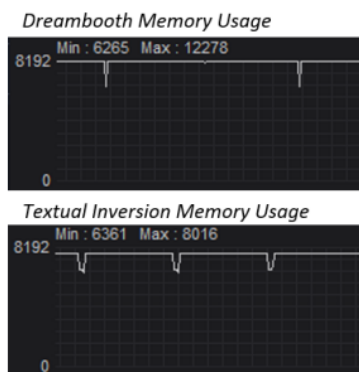 Dreambooth Memory Usage
Min : 6265 Max : 12278
8192
0
Textual Inversion Memory Usage
Min : 6361 Max : 8016
8192
0